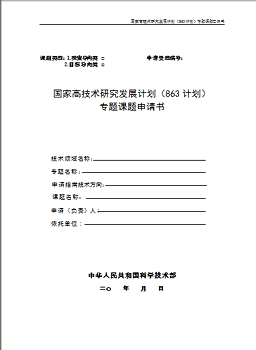 国家高技术研究发展计划（863计划）专题课题申请书
课题类型：1.探索导向类 □ 申请受理编号：
2.目标导向类 □
国家高技术研究发展计划（863 计划）
专题课题申请书
技术领域名称：
专题名称：
申请指南技术方向：
课题名称：
申请（负责）人：
依托单位：
中华人民共和国科学技术部
二〇 年 月 日